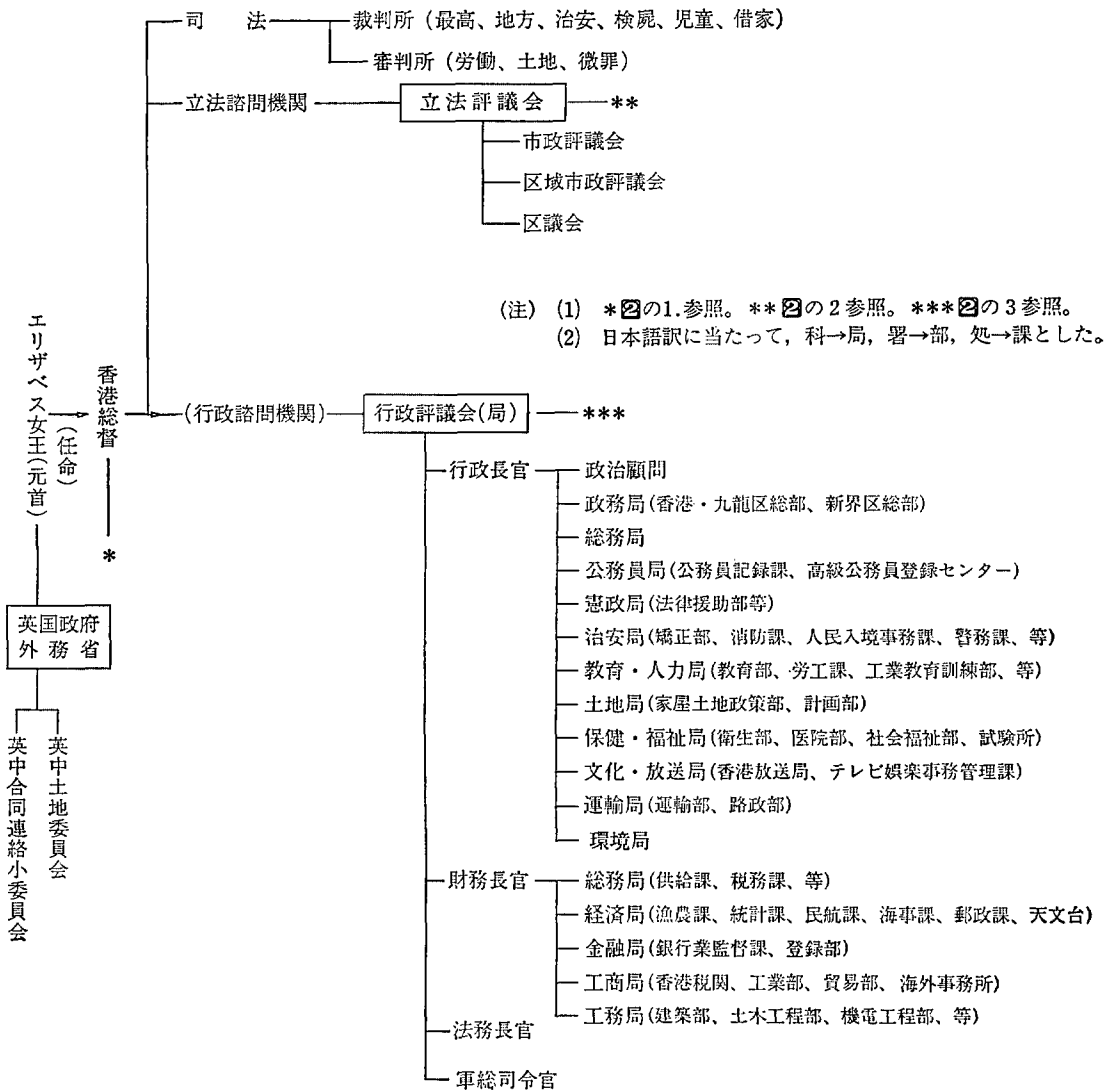 司法
裁判所 (最高、地方、治安、検屍、児童、借家)
審判所 (労働、土地、微罪)
立法諮問機関
立法評議会
**
市政評議会
区域市政評議会
区議会
(注) (1) *図の1.参照。**図の2参照。***図の3参照。
(2) 日本語訳に当たって,科→局,署→部,処→課とした。
エリザベス女王(元首)
(任命)
香港総督
*
英国政府
外務省
英中合同連絡小委員会
英中土地委員会
(行政諮問機関)
行政評議会(局)
***
行政長官
政治顧問
政務局(香港・九龍区総部、新界区総部)
総務局
公務員局(公務員記録課、高級公務員登録センター)
憲政局(法律援助部等)
治安局(矯正部、消防課、人民入境事務課、警務課、等)
教育・人力局(教育部、労工課、工業教育訓練部、等)
土地局(家屋土地政策部、計画部)
保健・福祉局(衛生部、医院部、社会福祉部、試験所)
文化・放送局(香港放送局、テレビ娯楽事務管理課)
運輸局(運輸部、路政部)
環境局
財務長官
総務局(供給課、税務課、等)
経済局(漁農課、統計課、民航課、海事課、郵政課、天文台)
金融局(銀行業監督課、登録部)
工商局(香港税関、工業部、貿易部、海外事務所)
工務局(建築部、土木工程部、機電工程部、等)
法務長官
軍総司令官